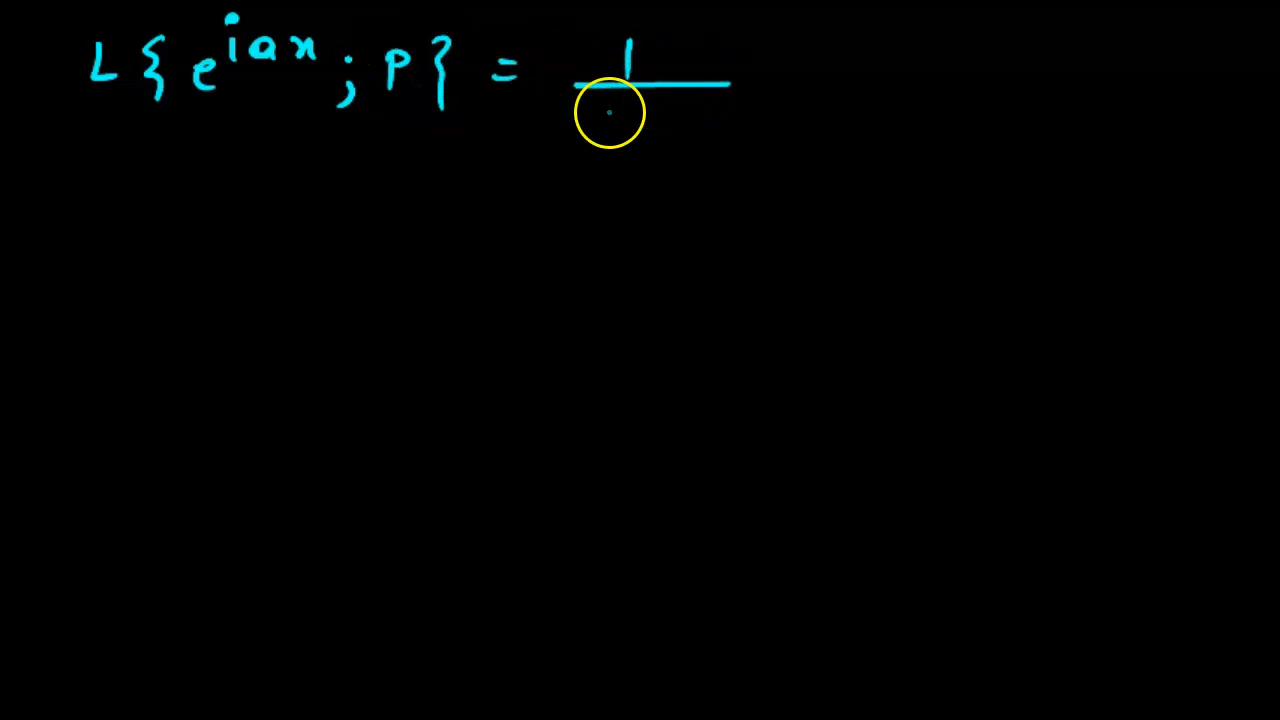 L{e^{iax}; P} = 1/